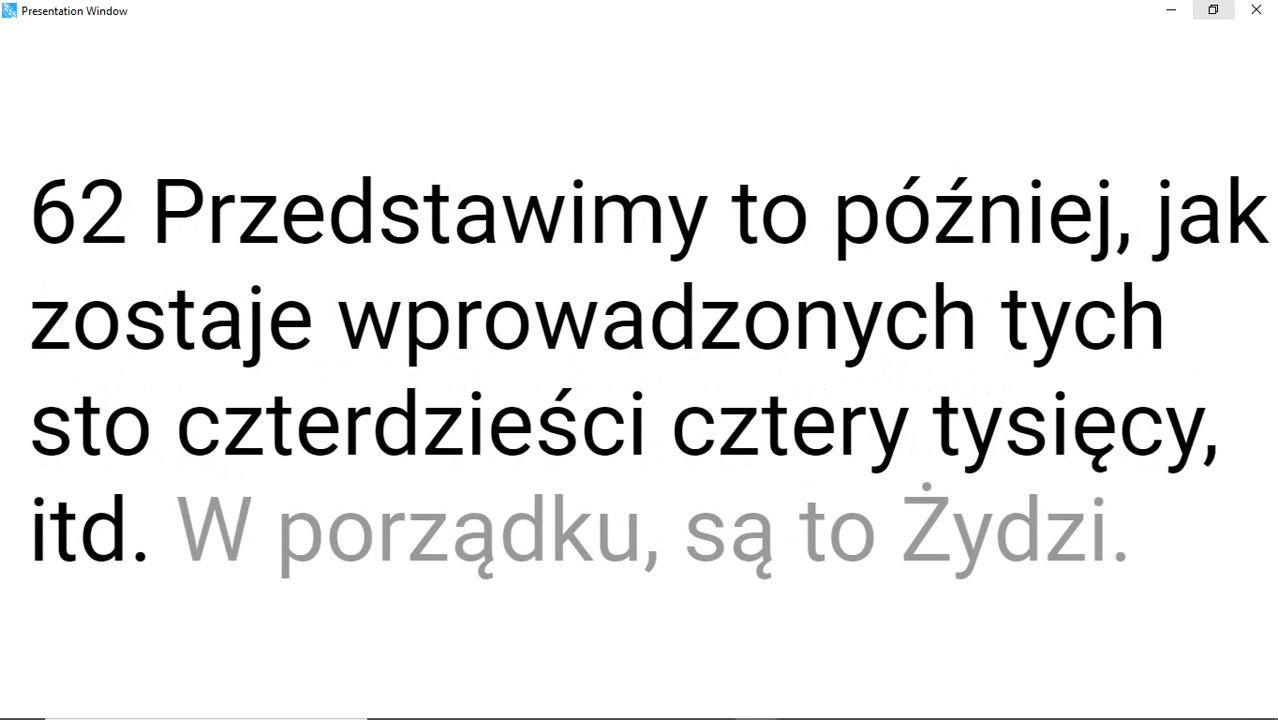 Presentation Window
62 Przedstawimy to później, jak
zostaje wprowadzonych tych
sto czterdzieści cztery tysięcy,
itd. W porządku, są to Żydzi.